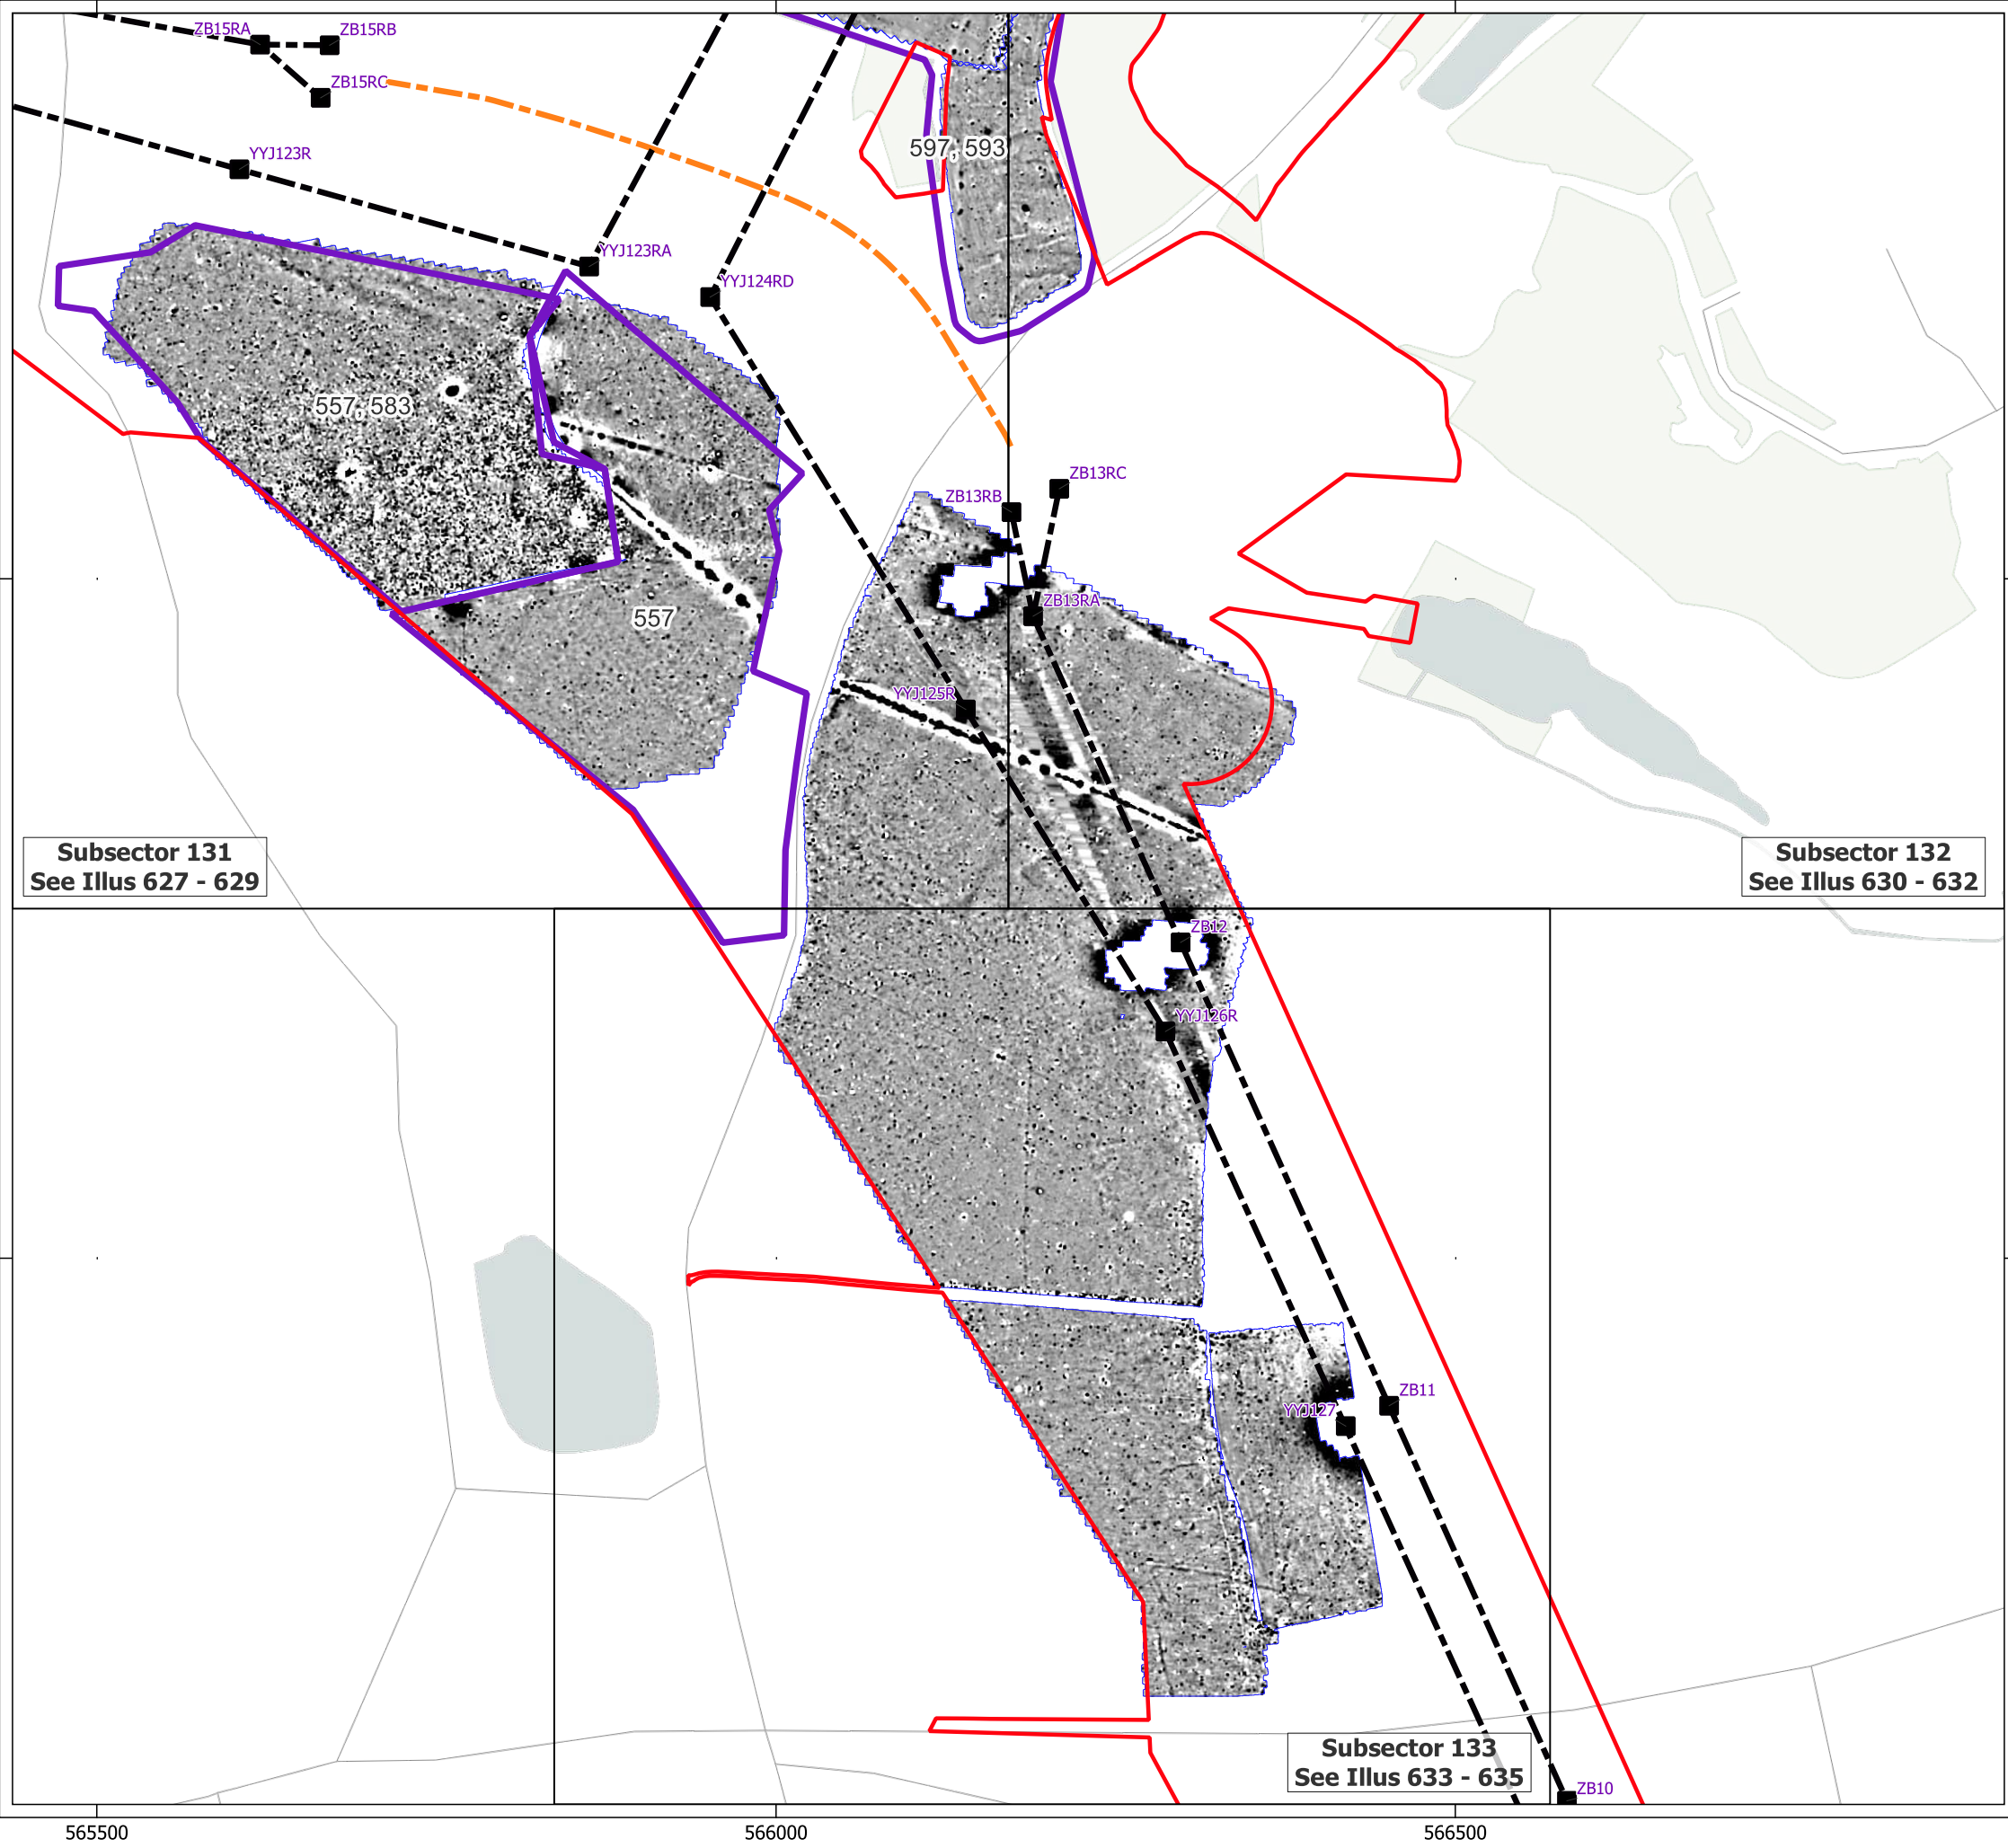 ZB15RA
ZB15RB
ZB15RC
YYJ123R
597, 593
YYJ123RA
YYJ124RD
557, 583
ZB13RC
ZB13RB
ZB13RA
557
YYJ125R
Subsector 131
See Illus 627 - 629
Subsector 132
See Illus 630 - 632
ZB12
YYJ126R
ZB11
YYJ127
Subsector 133
See Illus 633 - 635
ZB10
565500
566000
566500